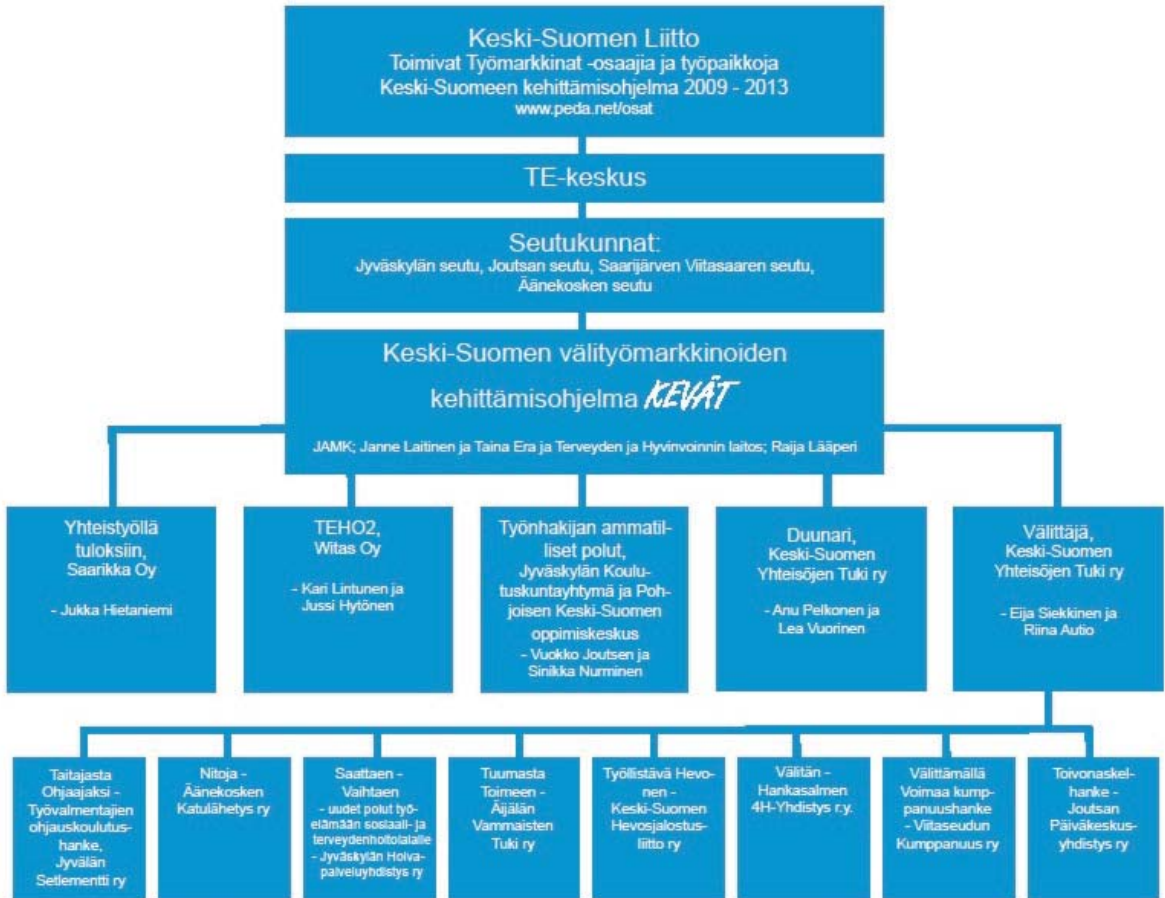 Keski-Suomen Liitto
Toimivat Työmarkkinat -osaajia ja työpaikkoja
Keski-Suomeen kehittämisohjelma 2009 - 2013
www.peda.net/osat
TE-keskus
Seutukunnat:
Jyväskylän seutu, Joutsan seutu, Saarijärven Viitasaaren seutu,
Äänekosken seutu
Keski-Suomen välityömarkkinoiden
kehittämisohjelma KEVÄT
JAMK; Janne Laitinen ja Taina Era ja Terveyden ja Hyvinvoinnin laitos; Raija Lääperi
Yhteistyöllä
tuloksiin,
Saarikka Oy
- Jukka Hietaniemi
TEHO2,
Witas Oy
- Kari Lintunen ja
Jussi Hytönen
Työnhakijan ammatil-
liset polut,
Jyväskylän Koulu-
tuskuntayhtymä ja Poh-
joisen Keski-Suomen
oppimiskeskus
- Vuokko Joutsen ja
Sinikka Nurminen
Duunari,
Keski-Suomen
Yhteisöjen Tuki ry
- Anu Pelkonen ja
Lea Vuorinen
Välittäjä,
Keski-Suomen
Yhteisöjen Tuki ry
- Eija Siekkinen ja
Riina Autio
Taitajasta
Ohjaajaksi -
Työvalmentajien
ohjauskoulutus-
hanke,
Jyvälän
Setlementti ry
Nitoja -
Äänekosken
Katulähetys ry
Saattaen -
Vaihtaen
- uudet polut työ-
elämään sosiaali- ja
terveydenhoitoalalle
- Jyväskylän Hoiva-
palveluyhdistys ry
Tuumasta
Toimeen -
Äijälän
Vammaisten
Tuki ry
Työllistävä Hevo-
nen -
Keski-Suomen
Hevosjalostus-
liitto ry
Välitän -
Hankasalmen
4H-Yhdistys r.y.
Välittämällä
Voimaa kump-
panuushanke
- Viitaseudun
Kumppanuus ry
Toivonaskel-
hanke -
Joutsan
Päiväkeskus-
yhdistys ry